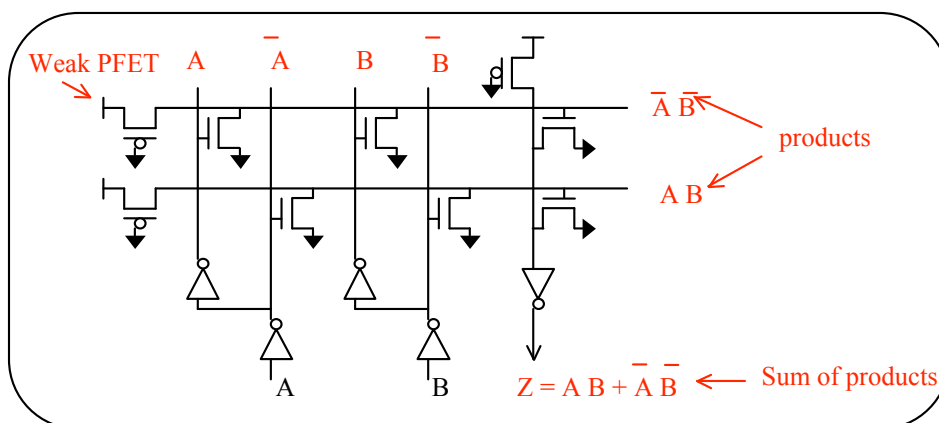 Weak PFET A A̅ B B̅
A̅ B̅
products
A B
A B
Z = A B + A̅ B̅
Sum of products